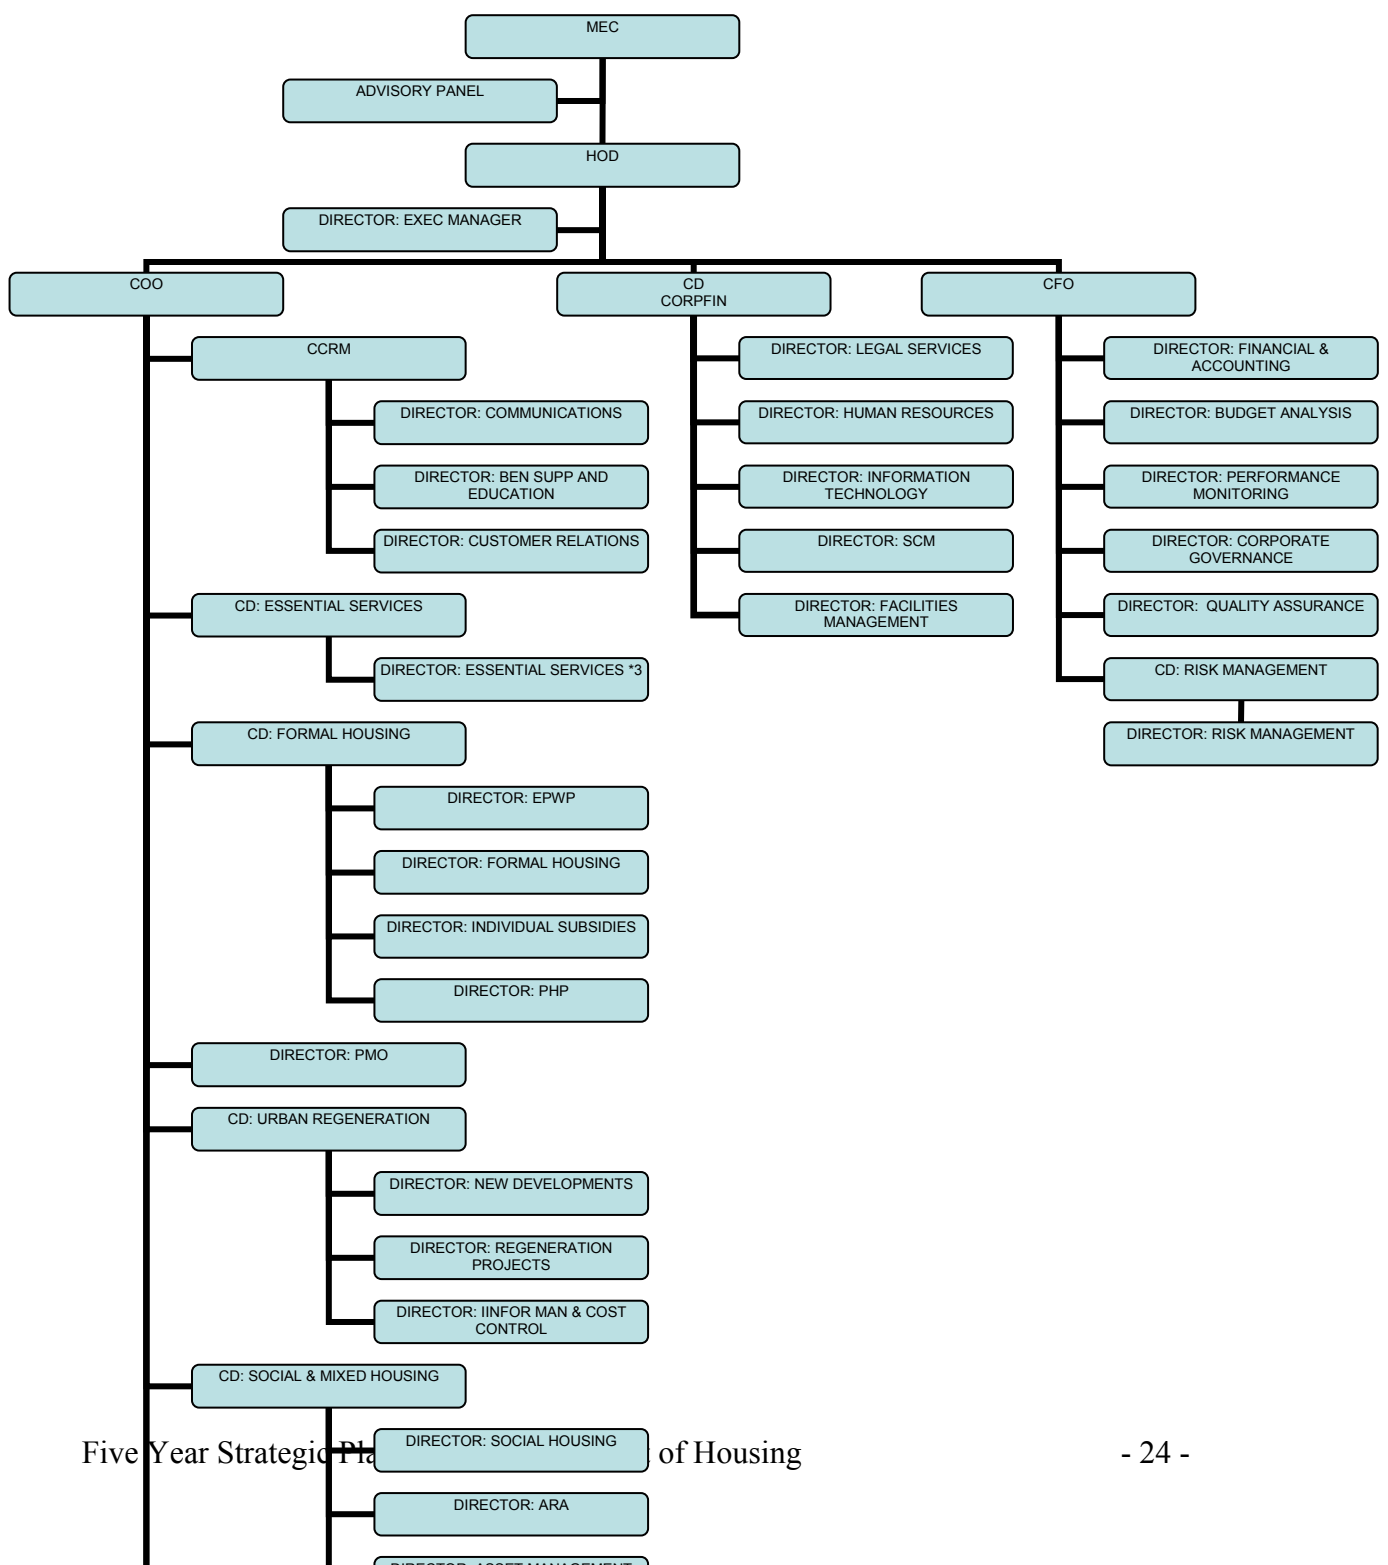 MEC
ADVISORY PANEL
HOD
DIRECTOR: EXEC MANAGER
COO
CCRM
DIRECTOR: COMMUNICATIONS
DIRECTOR: BEN SUPP AND
EDUCATION
DIRECTOR: CUSTOMER RELATIONS
CD: ESSENTIAL SERVICES
DIRECTOR: ESSENTIAL SERVICES *3
CD: FORMAL HOUSING
DIRECTOR: EPWP
DIRECTOR: FORMAL HOUSING
DIRECTOR: INDIVIDUAL SUBSIDIES
DIRECTOR: PHP
DIRECTOR: PMO
CD: URBAN REGENERATION
DIRECTOR: NEW DEVELOPMENTS
DIRECTOR: REGENERATION
PROJECTS
DIRECTOR: IINFOR MAN & COST
CONTROL
CD: SOCIAL & MIXED HOUSING
DIRECTOR: SOCIAL HOUSING
DIRECTOR: ARA
DIRECTOR: ASSET MANAGEMENT
CD
CORPFIN
DIRECTOR: LEGAL SERVICES
DIRECTOR: HUMAN RESOURCES
DIRECTOR: INFORMATION
TECHNOLOGY
DIRECTOR: SCM
DIRECTOR: FACILITIES
MANAGEMENT
CFO
DIRECTOR: FINANCIAL &
ACCOUNTING
DIRECTOR: BUDGET ANALYSIS
DIRECTOR: PERFORMANCE
MONITORING
DIRECTOR: CORPORATE
GOVERNANCE
DIRECTOR: QUALITY ASSURANCE
CD: RISK MANAGEMENT
DIRECTOR: RISK MANAGEMENT
Five Year Strategic of Housing - 24 -